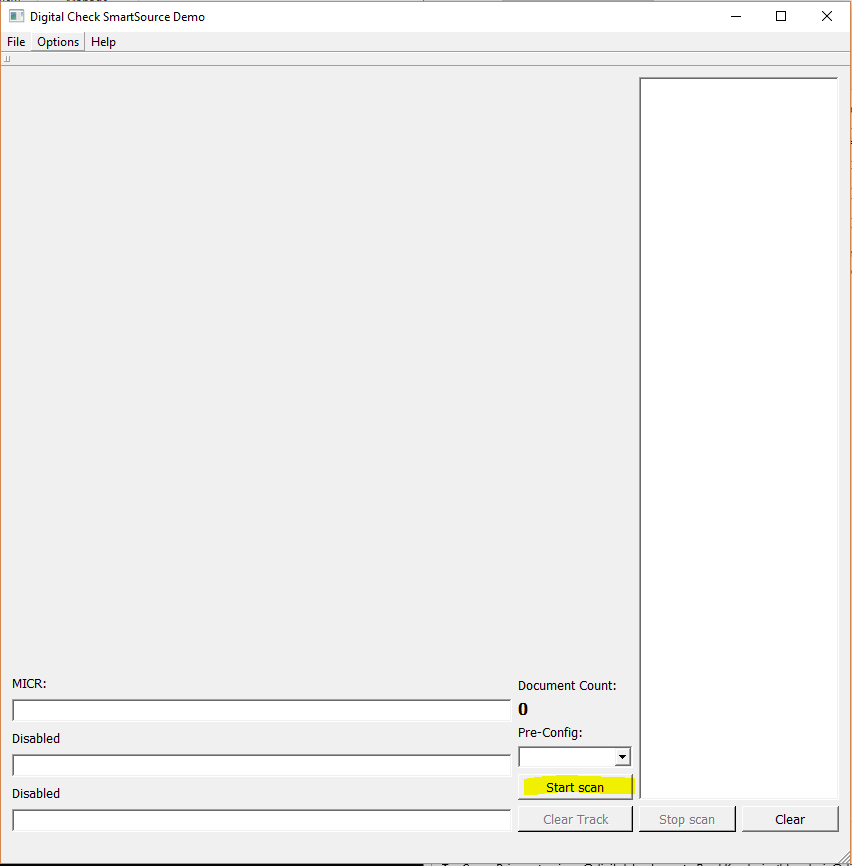 Digital Check SmartSource Demo
File Options Help
MICR:
Disabled
Disabled
Document Count:
0
Pre-Config:
Start scan
Clear Track Stop scan Clear